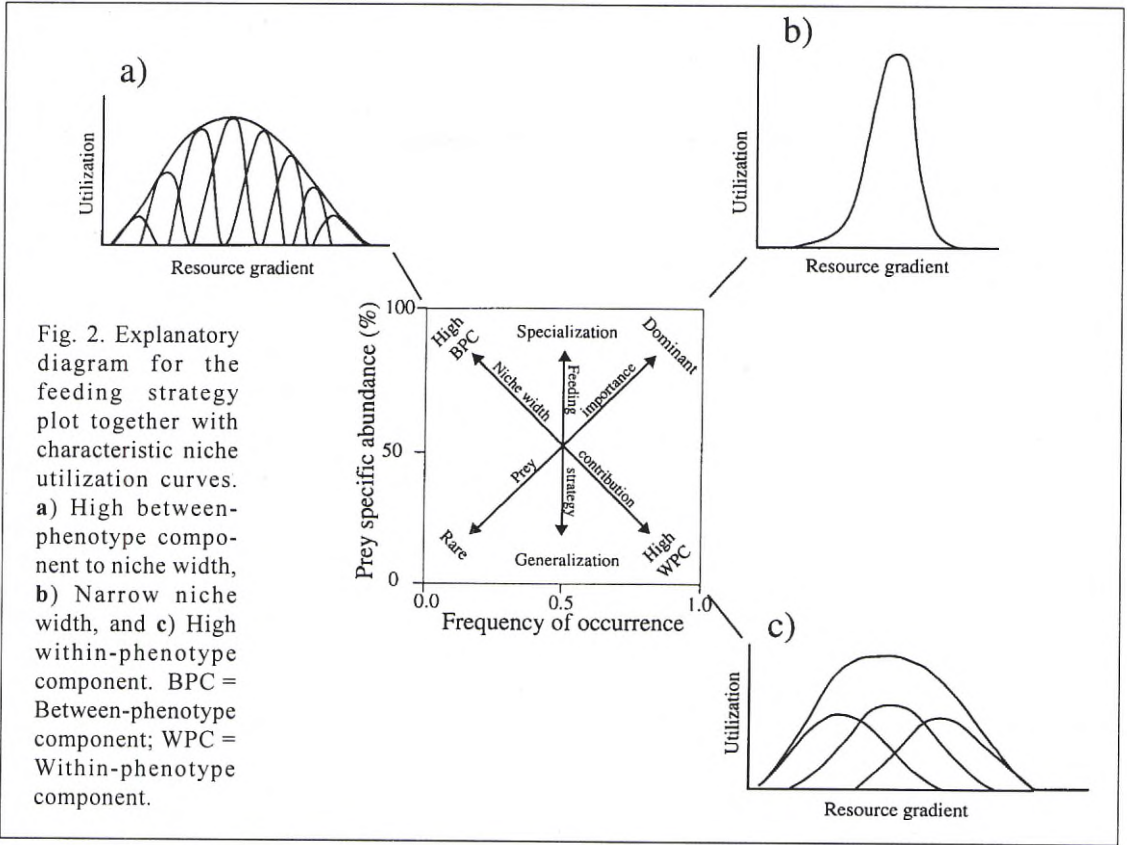 a)
Utilization
Resource gradient
b)
Utilization
Resource gradient
Fig. 2. Explanatory
diagram for the
feeding strategy
plot together with
characteristic niche
utilization curves.
a) High between-
phenotype compo-
nent to niche width,
b) Narrow niche
width, and c) High
within-phenotype
component. BPC =
Between-phenotype
component; WPC =
Within-phenotype
component.
Prey specific abundance (%)
100
50
0
High
BPC
Specialization
Dominant
Niche width
Feeding
importance
Prey
strategy
contribution
Rare
Generalization
High
WPC
0.0
0.5
1.0
Frequency of occurrence
c)
Utilization
Resource gradient